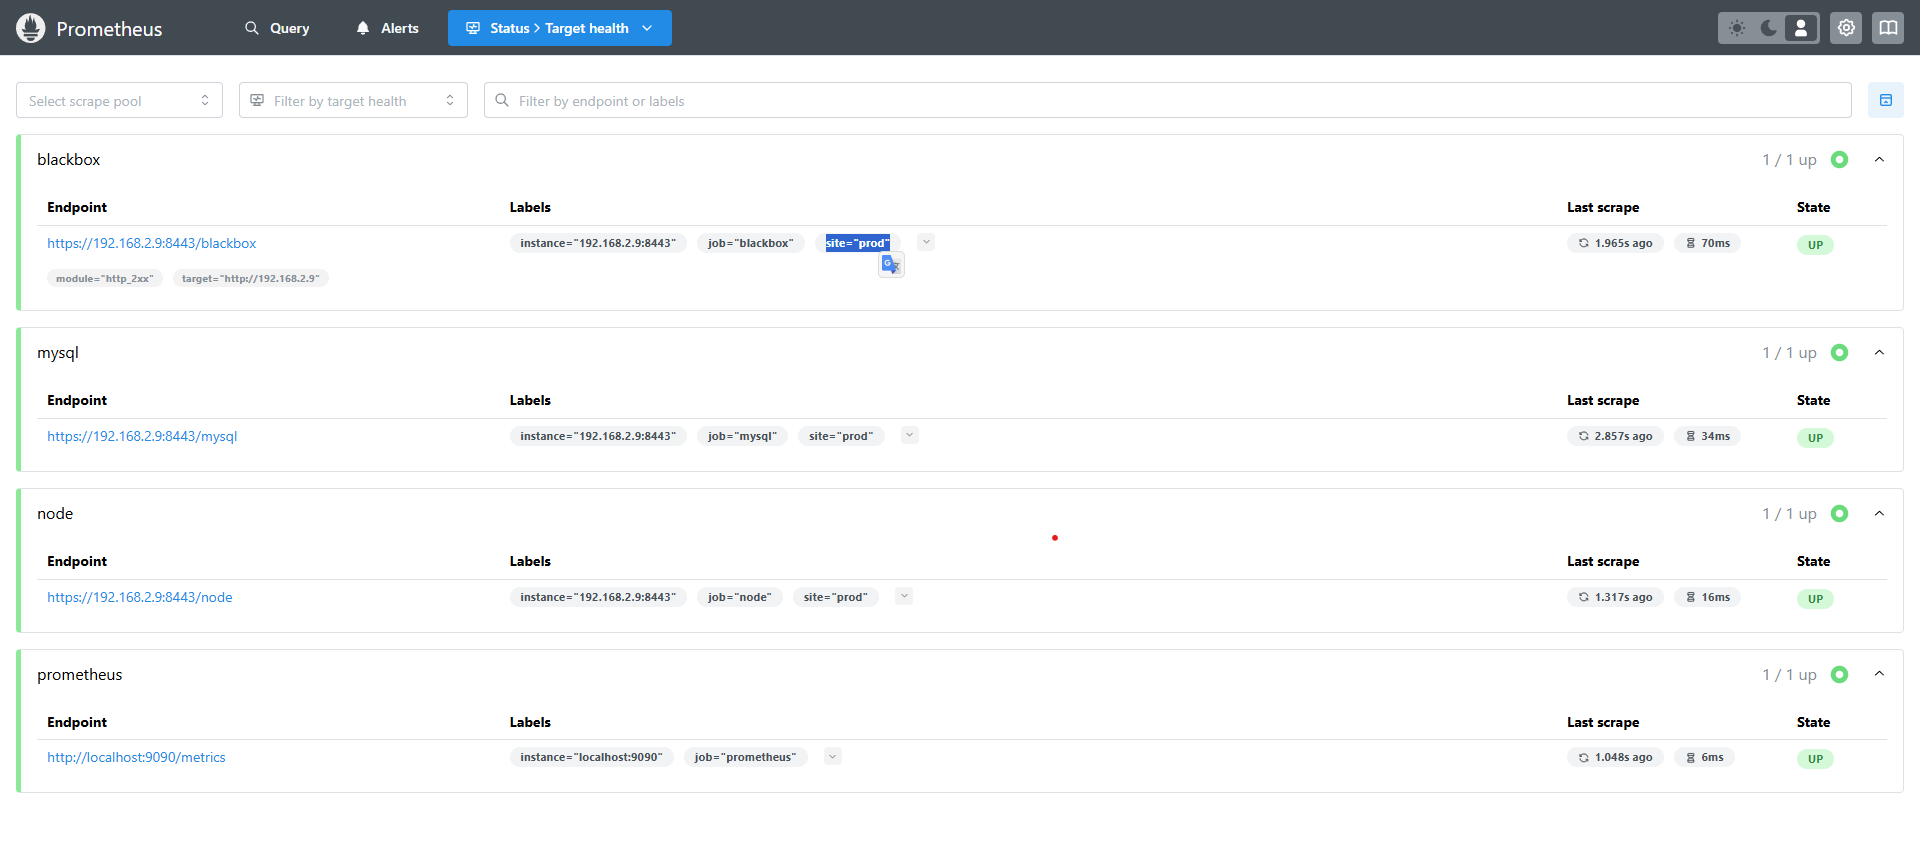 Prometheus Query Alerts Status > Target health
Select scrape pool Filter by target health Filter by endpoint or labels
blackbox 1 / 1 up
Endpoint Labels Last scrape State
https://192.168.2.9:8443/blackbox instance="192.168.2.9:8443" job="blackbox" site="prod" 1.965s ago 70ms UP
module="http_2xx" target="http://192.168.2.9"
mysql 1 / 1 up
Endpoint Labels Last scrape State
https://192.168.2.9:8443/mysql instance="192.168.2.9:8443" job="mysql" site="prod" 2.857s ago 34ms UP
node 1 / 1 up
Endpoint Labels Last scrape State
https://192.168.2.9:8443/node instance="192.168.2.9:8443" job="node" site="prod" 1.317s ago 16ms UP
prometheus 1 / 1 up
Endpoint Labels Last scrape State
http://localhost:9090/metrics instance="localhost:9090" job="prometheus" 1.048s ago 6ms UP